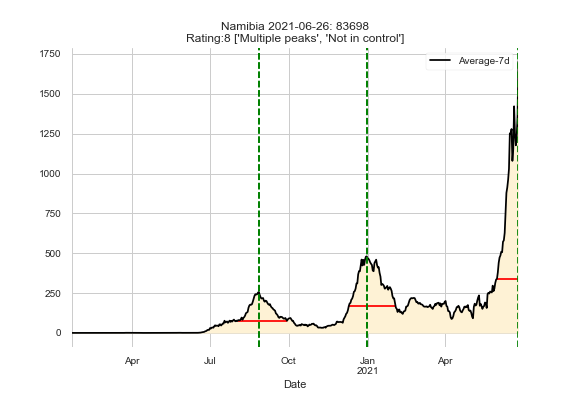 Namibia 2021-06-26: 83698
Rating:8 ['Multiple peaks', 'Not in control']
Average-7d
1750
1500
1250
1000
750
500
250
0
Apr
Jul
Oct
Jan
2021
Apr
Date